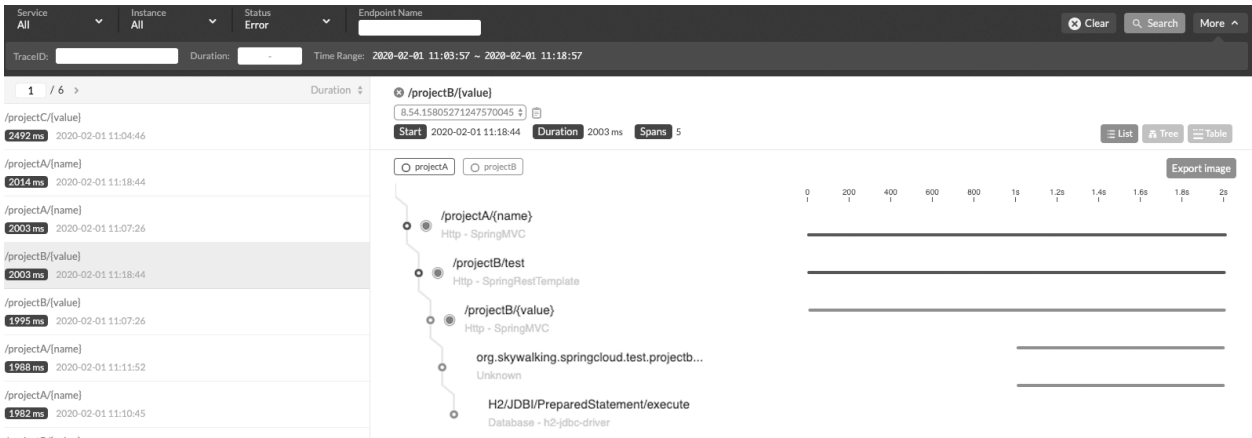 Service
All
Instance
All
Status
Error
Endpoint Name
Clear
Search
More
TraceID:
Duration:
-
Time Range: 2020-02-01 11:03:57 ~ 2020-02-01 11:18:57
1 / 6 >
Duration
/projectC/{value}
2492 ms 2020-02-01 11:04:46
/projectA/{name}
2014 ms 2020-02-01 11:18:44
/projectA/{name}
2003 ms 2020-02-01 11:07:26
/projectB/{value}
2003 ms 2020-02-01 11:18:44
/projectB/{value}
1995 ms 2020-02-01 11:07:26
/projectA/{name}
1988 ms 2020-02-01 11:11:52
/projectA/{name}
1982 ms 2020-02-01 11:10:45
/projectB/{value}
8.54.15805271247570045
Start 2020-02-01 11:18:44 Duration 2003 ms Spans 5
List Tree Table
projectA projectB
Export image
0 200 400 600 800 1s 1.2s 1.4s 1.6s 1.8s 2s
/projectA/{name}
Http - SpringMVC
/projectB/test
Http - SpringRestTemplate
/projectB/{value}
Http - SpringMVC
org.skywalking.springcloud.test.projectb...
Unknown
H2/JDBI/PreparedStatement/execute
Database - h2-jdbc-driver